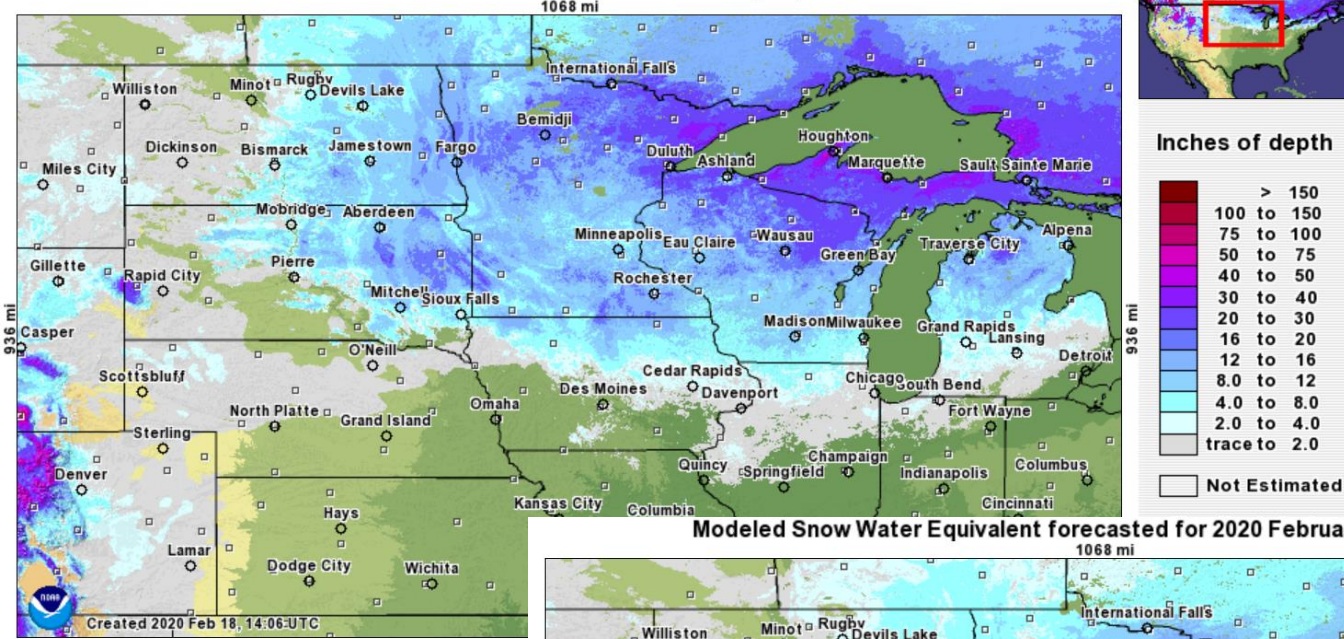 1068 mi
International Falls
Williston
Minot
Rugby
Devils Lake
Bemidji
Houghton
Dickinson
Bismarck
Jamestown
Fargo
Duluth
Ashland
Marquette
Sault Sainte Marie
Miles City
Mobridge
Aberdeen
Minneapolis
Eau Claire
Wausau
Traverse City
Alpena
Green Bay
Gillette
Rapid City
Pierre
Rochester
Mitchell
Sioux Falls
Casper
Madison
Milwaukee
Grand Rapids
Lansing
936 mi
936 mi
O'Neill
Detroit
Scottsbluff
Cedar Rapids
Chicago
South Bend
Des Moines
Davenport
North Platte
Grand Island
Omaha
Fort Wayne
Sterling
Denver
Quincy
Springfield
Champaign
Indianapolis
Columbus
Kansas City
Columbia
Cincinnati
Hays
Lamar
Dodge City
Wichita
NOAA
Created 2020 Feb 18, 14:06 UTC
Inches of depth
> 150
100 to 150
75 to 100
50 to 75
40 to 50
30 to 40
20 to 30
16 to 20
12 to 16
8.0 to 12
4.0 to 8.0
2.0 to 4.0
trace to 2.0
Not Estimated
Modeled Snow Water Equivalent forecasted for 2020 Februa
1068 mi
International Falls
Williston
Minot
Rugby
Devils Lake